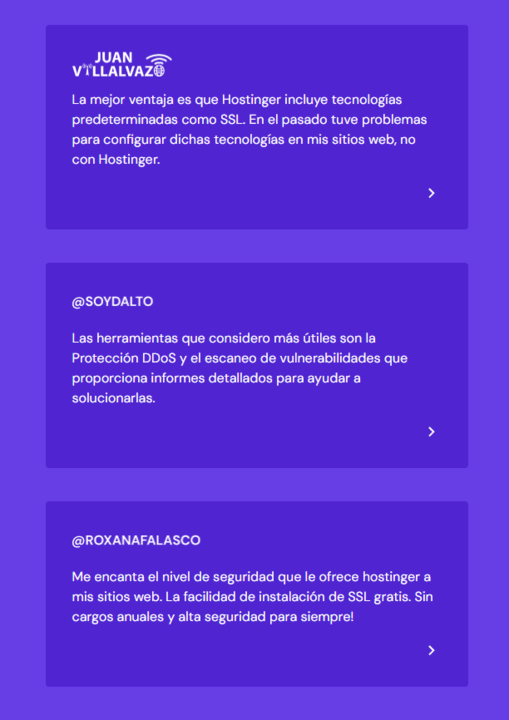 JUAN
VILLALVAZO
La mejor ventaja es que Hostinger incluye tecnologías
predeterminadas como SSL. En el pasado tuve problemas
para configurar dichas tecnologías en mis sitios web, no
con Hostinger.
@SOYDALTO
Las herramientas que considero más útiles son la
Protección DDoS y el escaneo de vulnerabilidades que
proporciona informes detallados para ayudar a
solucionarlas.
@ROXANAFALASCO
Me encanta el nivel de seguridad que le ofrece hostinger a
mis sitios web. La facilidad de instalación de SSL gratis. Sin
cargos anuales y alta seguridad para siempre!